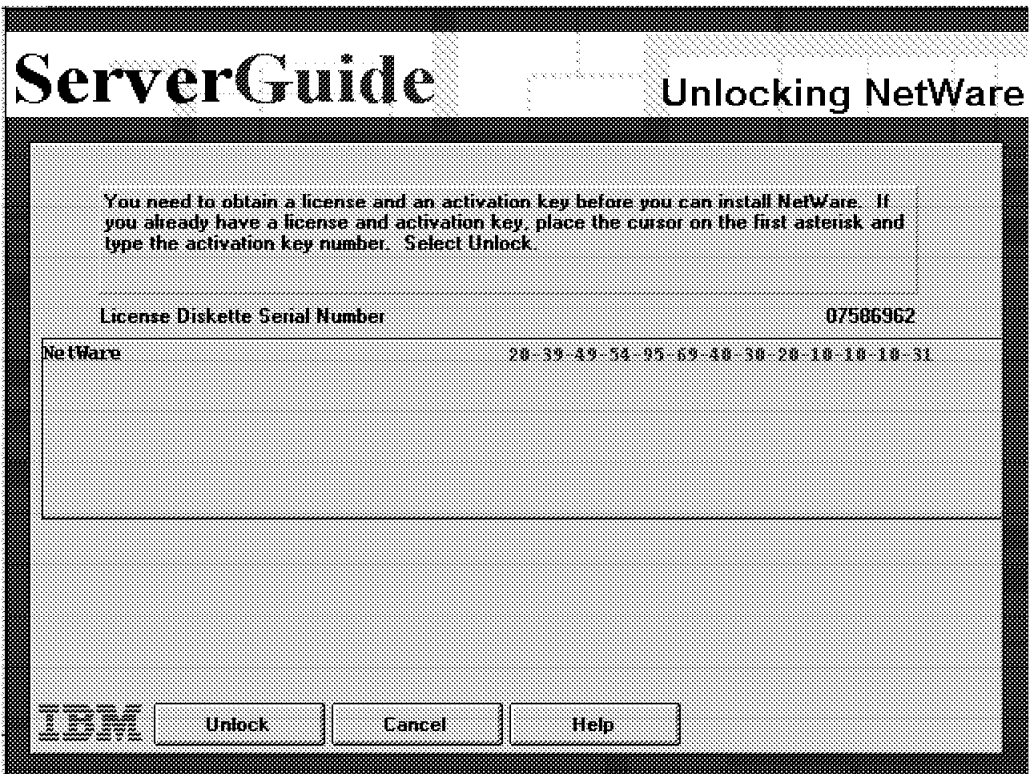 ServerGuide
Unlocking NetWare
You need to obtain a license and an activation key before you can install NetWare. If
you already have a license and activation key, place the cursor on the first asterisk and
type the activation key number. Select Unlock.
License Diskette Serial Number 07586962
NetWare 20-39-49-54-95-69-40-30-20-10-10-10-31
IBM Unlock Cancel Help